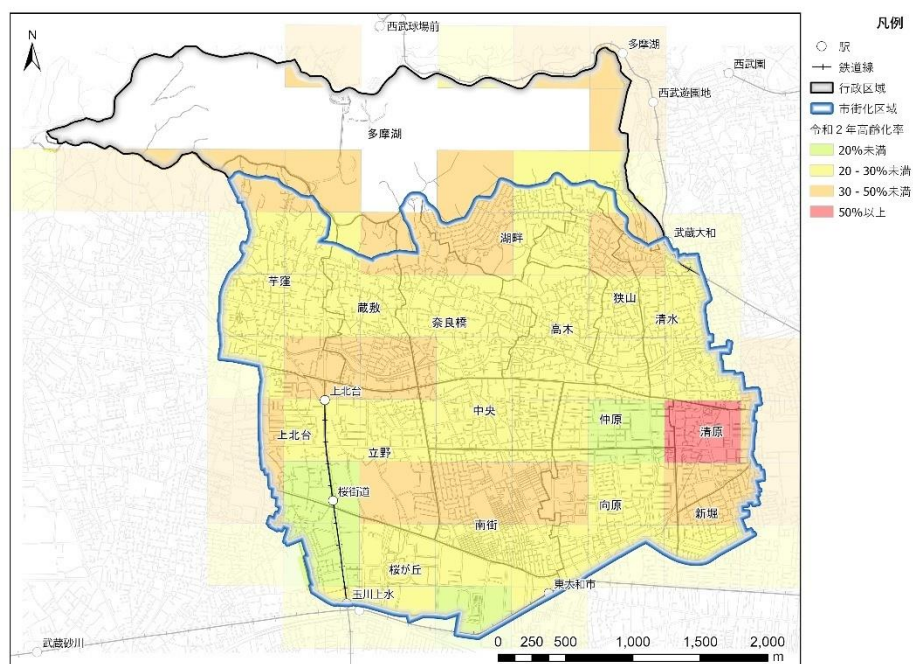 西武球場前
多摩湖
西武園
西武遊園地
多摩湖
N
武蔵大和
湖畔
芋窪
蔵敷
奈良橋
高木
狭山
清水
上北台
中央
仲原
清原
上北台
立野
桜街道
南街
向原
新堀
桜が丘
東大和市
玉川上水
武蔵砂川
0 250 500 1,000 1,500 2,000
m
凡例
駅
鉄道線
行政区域
市街化区域
令和2年高齢化率
20%未満
20 - 30%未満
30 - 50%未満
50%以上